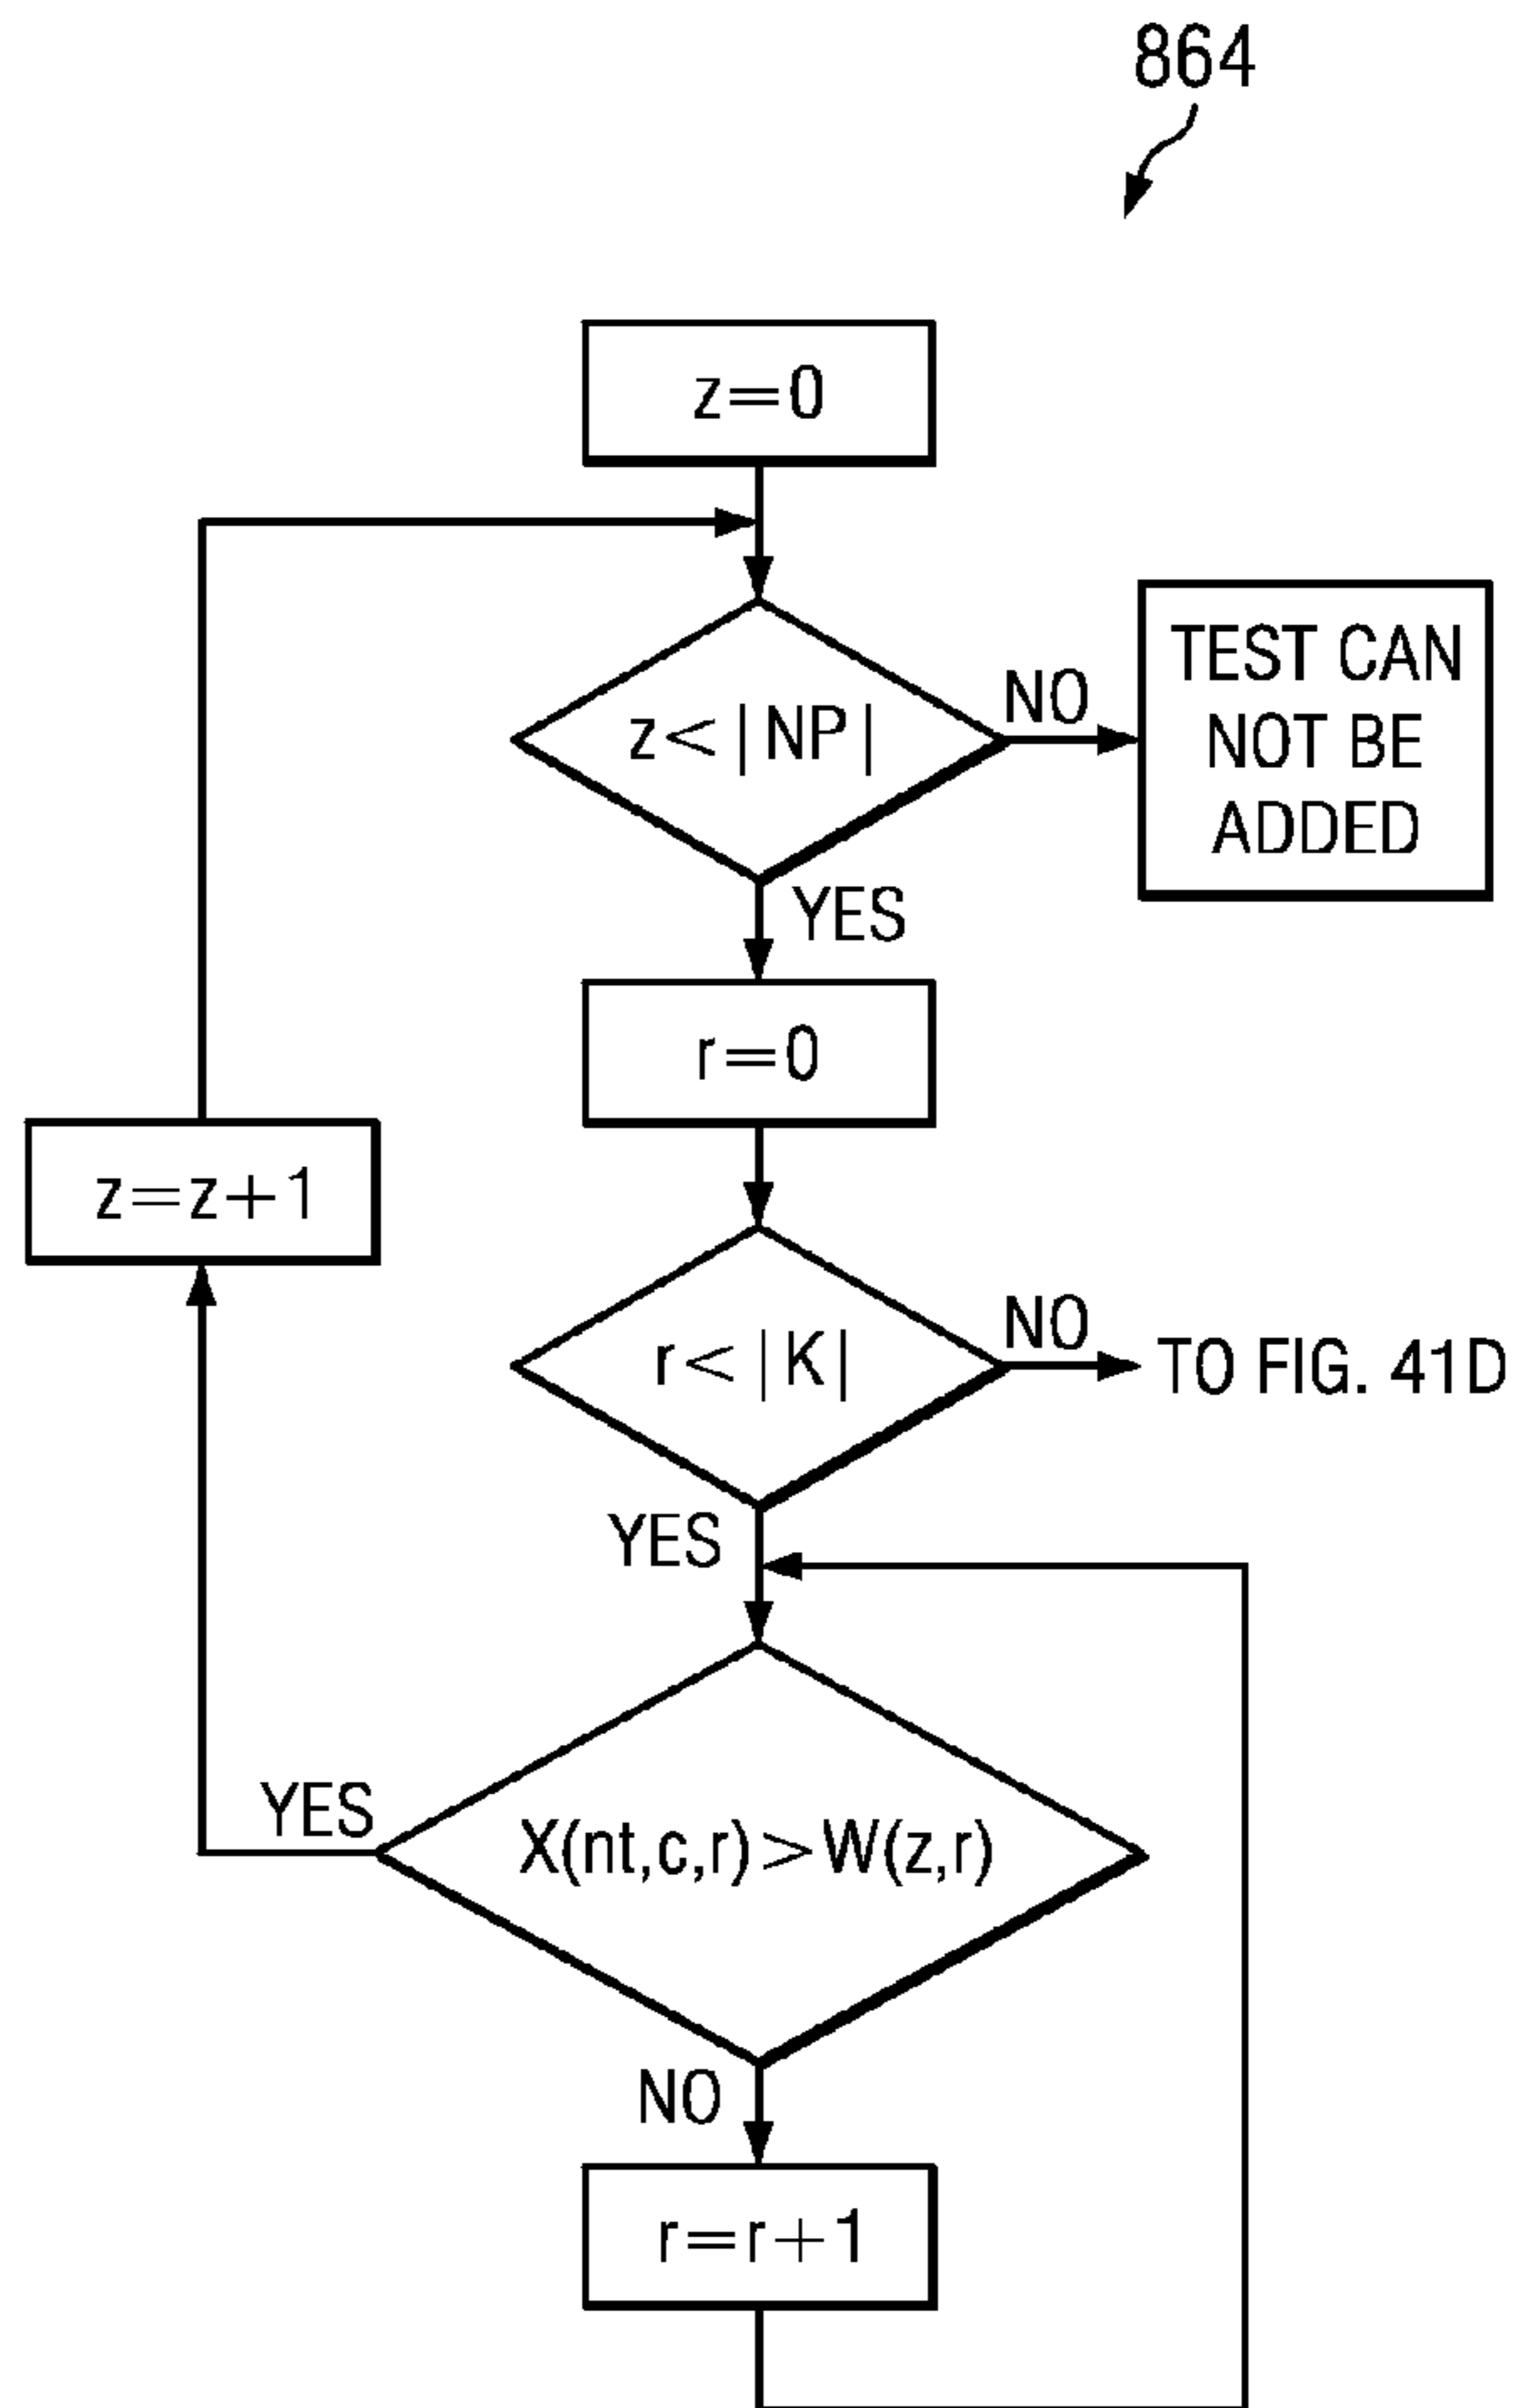 864
z=0
z<|NP|
NO
TEST CAN
NOT BE
ADDED
YES
r=0
z=z+1
r<|K|
NO
TO FIG. 41D
YES
X(nt,c,r)>W(z,r)
YES
NO
r=r+1